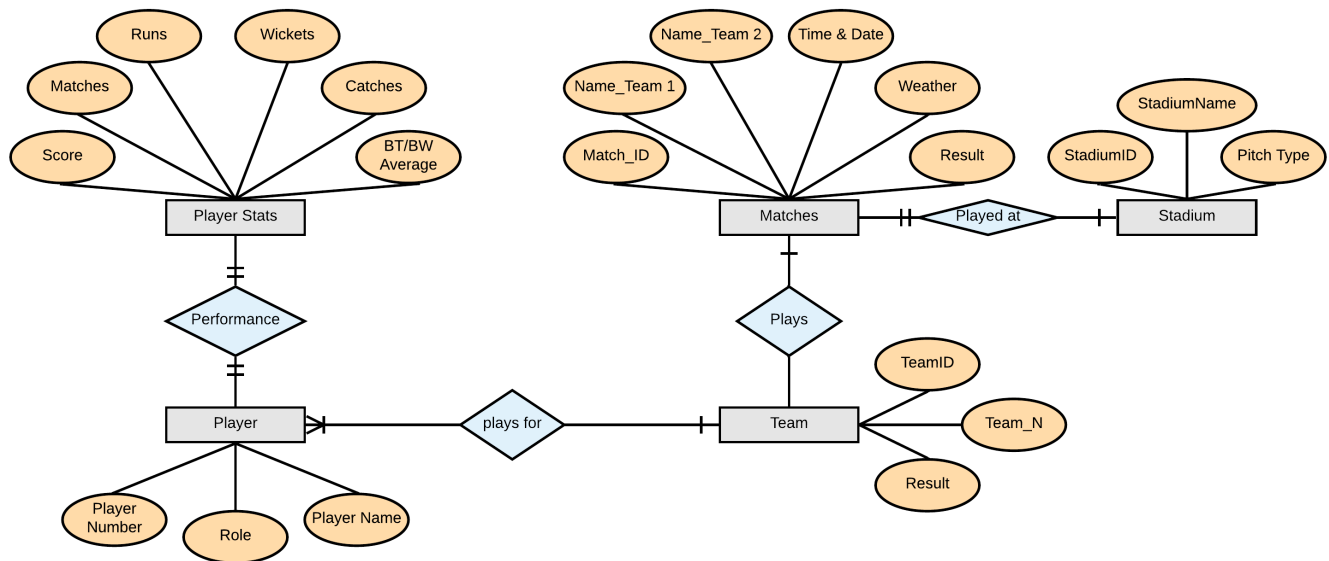 Runs
Wickets
Name_Team 2
Time & Date
Matches
Catches
Name_Team 1
Weather
StadiumName
Score
BT/BW
Average
Match_ID
Result
StadiumID
Pitch Type
Player Stats
Matches
Played at
Stadium
Performance
Plays
TeamID
Player
plays for
Team
Team_N
Result
Player
Number
Role
Player Name